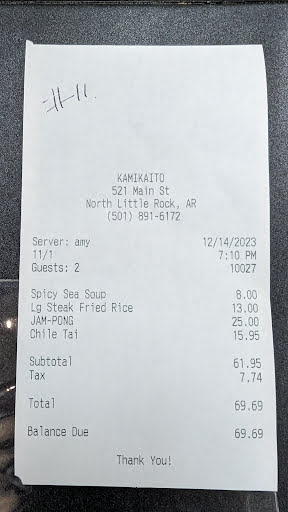 #11.
KAMIKAITO
521 Main St
North Little Rock, AR
(501) 891-6172
Server: amy 12/14/2023
11/1 7:10 PM
Guests: 2 10027
Spicy Sea Soup 8.00
Lg Steak Fried Rice 13.00
JAM-PONG 25.00
Chile Tai 15.95
Subtotal 61.95
Tax 7.74
Total 69.69
Balance Due 69.69
Thank You!